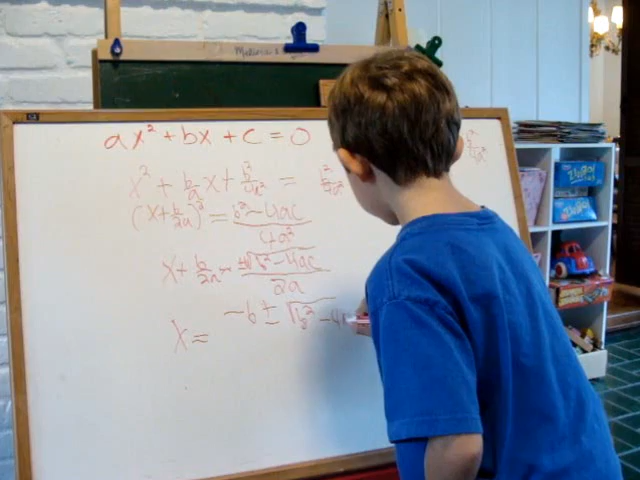 ax² + bx + c = 0
x² + b/a x + b²/4a² = b²/4a²
(x + b/2a)² = b² - 4ac / 4a²
x + b/2a = ±√b² - 4ac / 2a
x = -b ± √b² - 4